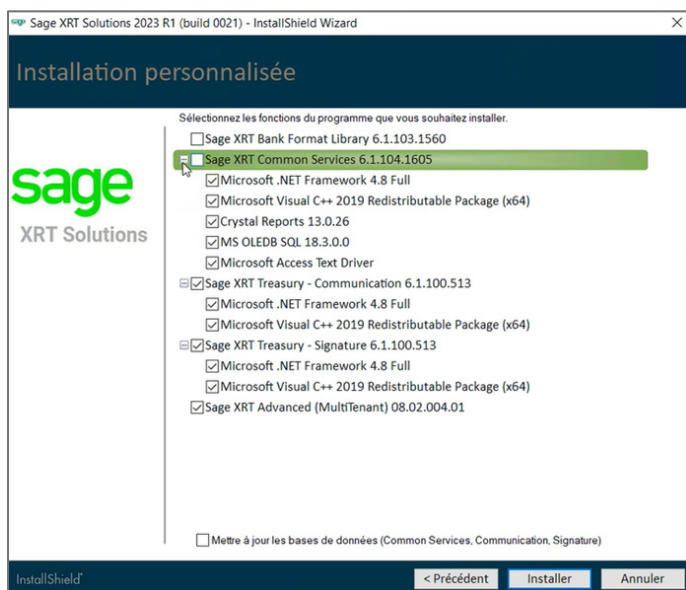 sage Sage XRT Solutions 2023 R1 (build 0021) - InstallShield Wizard
Installation personnalisée
Sélectionnez les fonctions du programme que vous souhaitez installer.
Sage XRT Bank Format Library 6.1.103.1560
Sage XRT Common Services 6.1.104.1605
Microsoft .NET Framework 4.8 Full
Microsoft Visual C++ 2019 Redistributable Package (x64)
Crystal Reports 13.0.26
MS OLEDB SQL 18.3.0.0
Microsoft Access Text Driver
Sage XRT Treasury - Communication 6.1.100.513
Microsoft .NET Framework 4.8 Full
Microsoft Visual C++ 2019 Redistributable Package (x64)
Sage XRT Treasury - Signature 6.1.100.513
Microsoft .NET Framework 4.8 Full
Microsoft Visual C++ 2019 Redistributable Package (x64)
Sage XRT Advanced (MultiTenant) 08.02.004.01
sage
XRT Solutions
Mettre à jour les bases de données (Common Services, Communication, Signature)
InstallShield
< Précédent
Installer
Annuler